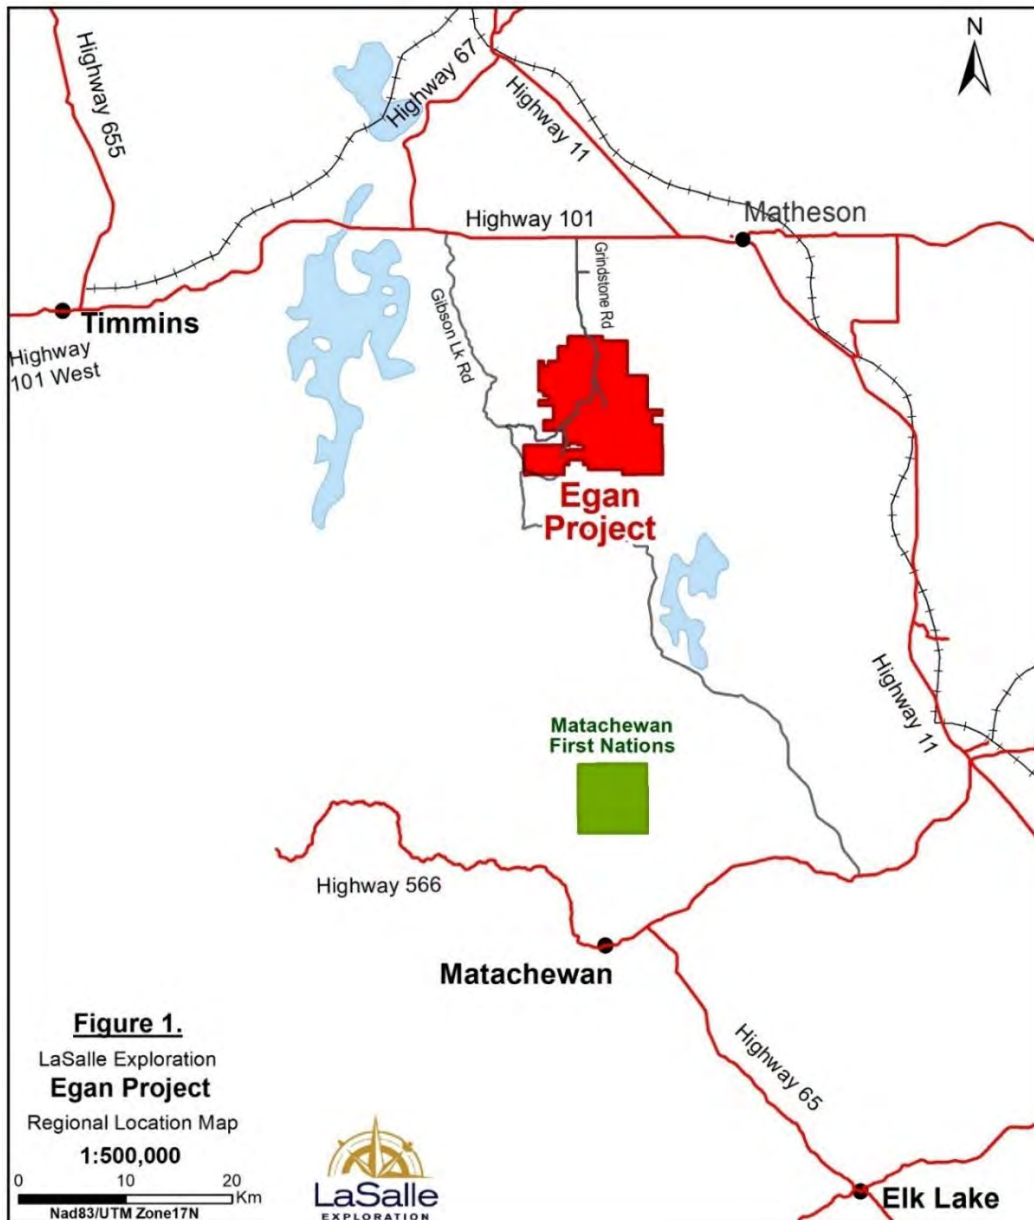 N
Highway 655
Highway 67
Highway 11
Highway 101
Matheson
Grindstone Rd
Gibson Lk Rd
Timmins
Highway
101 West
Egan
Project
Matachewan
First Nations
Highway 11
Highway 566
Matachewan
Highway 65
Elk Lake
Figure 1.
LaSalle Exploration
Egan Project
Regional Location Map
1:500,000
0 10 20
Km
Nad83/UTM Zone17N
LaSalle
EXPLORATION